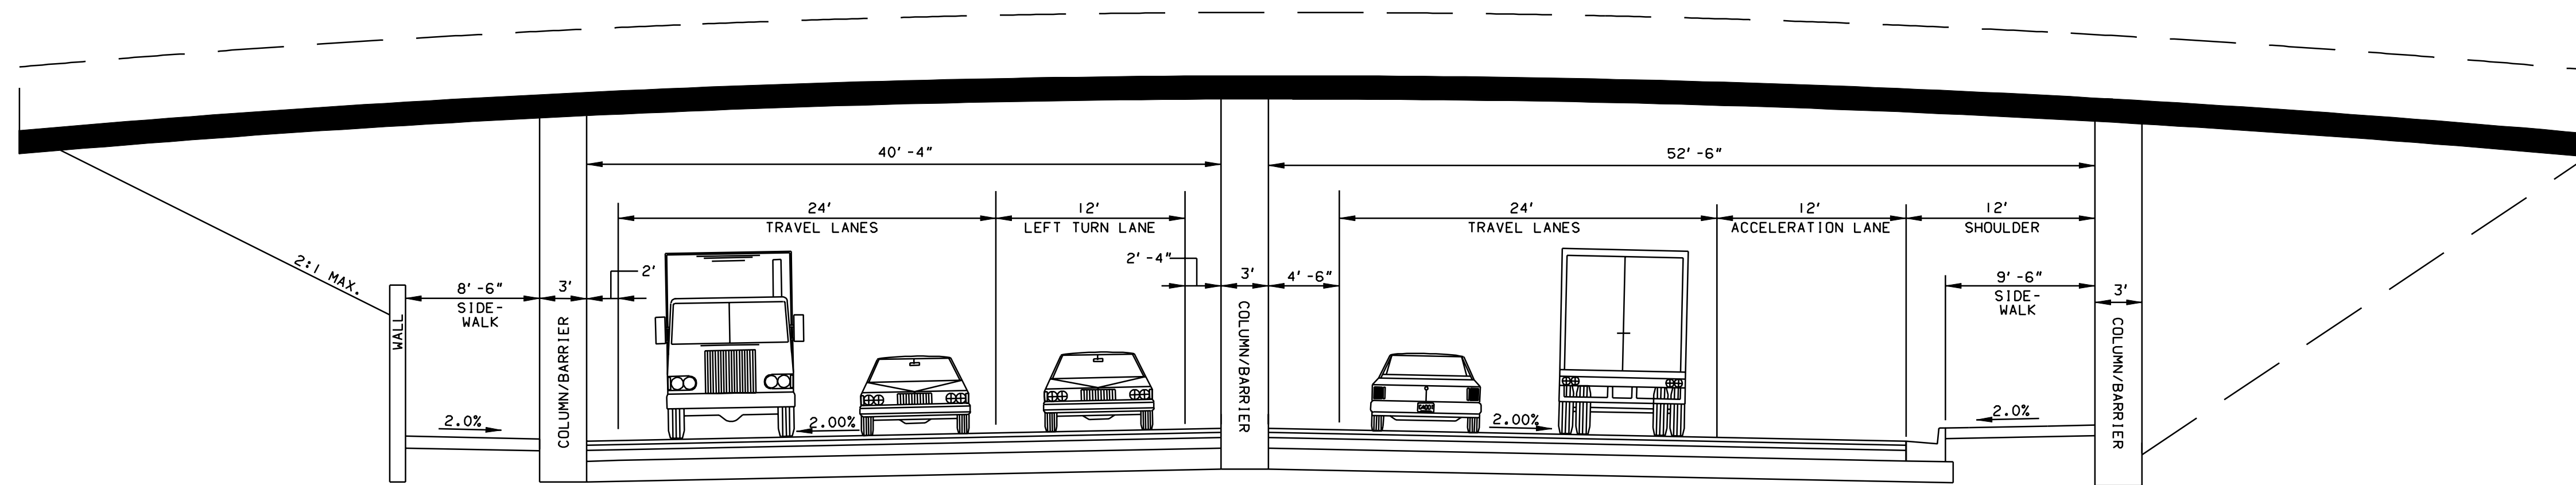 40'-4"
52'-6"
24'
TRAVEL LANES
12'
LEFT TURN LANE
24'
TRAVEL LANES
12'
ACCELERATION LANE
12'
SHOULDER
2:1 MAX.
WALL
8'-6"
SIDE-
WALK
3'
COLUMN/BARRIER
2'
2'-4"
3'
COLUMN/BARRIER
4'-6"
9'-6"
SIDE-
WALK
3'
COLUMN/BARRIER
2.0%
2.00%
2.00%
2.0%